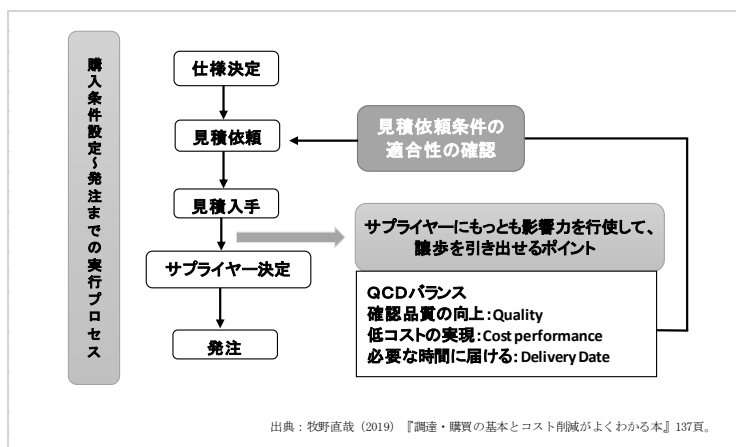 購入条件設定~発注までの実行プロセス
仕様決定
見積依頼
見積依頼条件の
適合性の確認
見積入手
サプライヤーにもっとも影響力を行使して、
譲歩を引き出せるポイント
サプライヤー決定
QCDバランス
確認品質の向上:Quality
低コストの実現:Cost performance
必要な時間に届ける:Delivery Date
発注
出典:牧野直哉(2019)『調達・購買の基本とコスト削減がよくわかる本』137頁。